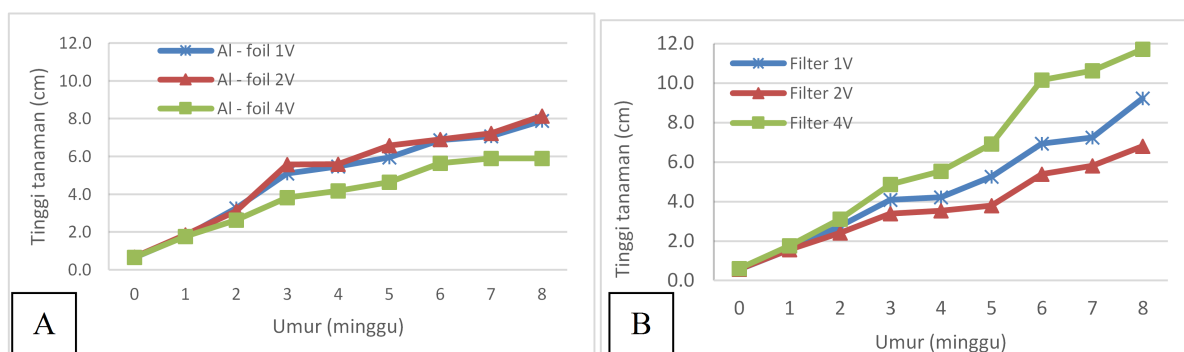 12.0
10.0
8.0
6.0
4.0
2.0
0.0
Tinggi tanaman (cm)
Al - foil 1V
Al - foil 2V
Al - foil 4V
0 1 2 3 4 5 6 7 8
Umur (minggu)
A
12.0
10.0
8.0
6.0
4.0
2.0
0.0
Tinggi tanaman (cm)
Filter 1V
Filter 2V
Filter 4V
0 1 2 3 4 5 6 7 8
Umur (minggu)
B